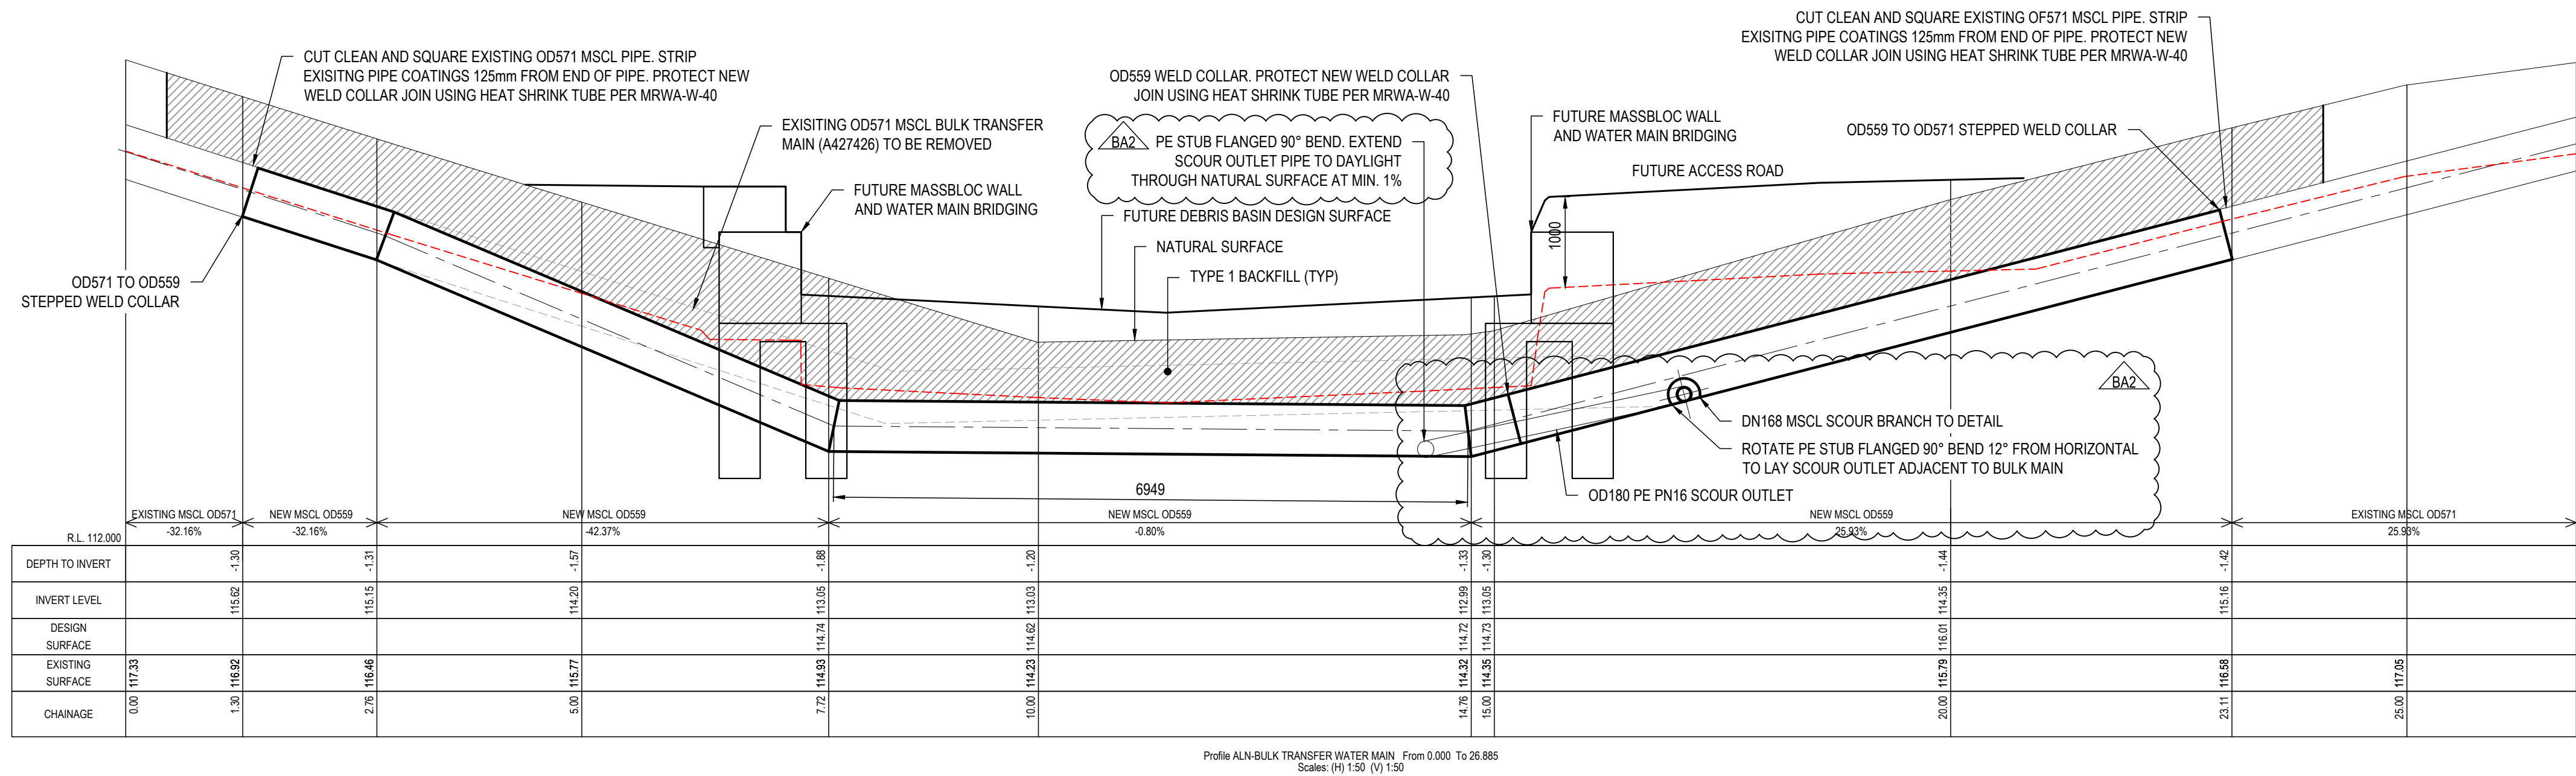 CUT CLEAN AND SQUARE EXISTING OD571 MSCL PIPE. STRIP
EXISITNG PIPE COATINGS 125mm FROM END OF PIPE. PROTECT NEW
WELD COLLAR JOIN USING HEAT SHRINK TUBE PER MRWA-W-40
EXISITING OD571 MSCL BULK TRANSFER
MAIN (A427426) TO BE REMOVED
FUTURE MASSBLOC WALL
AND WATER MAIN BRIDGING
OD571 TO OD559
STEPPED WELD COLLAR
OD559 WELD COLLAR. PROTECT NEW WELD COLLAR
JOIN USING HEAT SHRINK TUBE PER MRWA-W-40
BA2
PE STUB FLANGED 90° BEND. EXTEND
SCOUR OUTLET PIPE TO DAYLIGHT
THROUGH NATURAL SURFACE AT MIN. 1%
FUTURE DEBRIS BASIN DESIGN SURFACE
NATURAL SURFACE
TYPE 1 BACKFILL (TYP)
CUT CLEAN AND SQUARE EXISTING OF571 MSCL PIPE. STRIP
EXISITNG PIPE COATINGS 125mm FROM END OF PIPE. PROTECT NEW
WELD COLLAR JOIN USING HEAT SHRINK TUBE PER MRWA-W-40
FUTURE MASSBLOC WALL
AND WATER MAIN BRIDGING
OD559 TO OD571 STEPPED WELD COLLAR
FUTURE ACCESS ROAD
1000
BA2
DN168 MSCL SCOUR BRANCH TO DETAIL
ROTATE PE STUB FLANGED 90° BEND 12° FROM HORIZONTAL
TO LAY SCOUR OUTLET ADJACENT TO BULK MAIN
OD180 PE PN16 SCOUR OUTLET
6949
EXISTING MSCL OD571 NEW MSCL OD559 NEW MSCL OD559 NEW MSCL OD559 NEW MSCL OD559 EXISTING MSCL OD571
-32.16% -32.16% -42.37% -0.80% 25.93% 25.93%
R.L. 112.000
DEPTH TO INVERT -1.30 -1.31 -1.57 -1.88 -1.20 -1.33 -1.30 -1.44 -1.42
INVERT LEVEL 115.62 115.15 114.20 113.05 113.03 112.99 113.05 114.35 115.16
DESIGN
SURFACE 114.74 114.62 114.72 114.73 116.01
EXISTING
SURFACE 117.33 116.92 116.46 115.77 114.93 114.23 114.32 114.35 115.79 116.58 117.05
CHAINAGE 0.00 1.30 2.76 5.00 7.72 10.00 14.76 15.00 20.00 23.11 25.00
Profile ALN-BULK TRANSFER WATER MAIN From 0.000 To 26.885
Scales: (H) 1:50 (V) 1:50